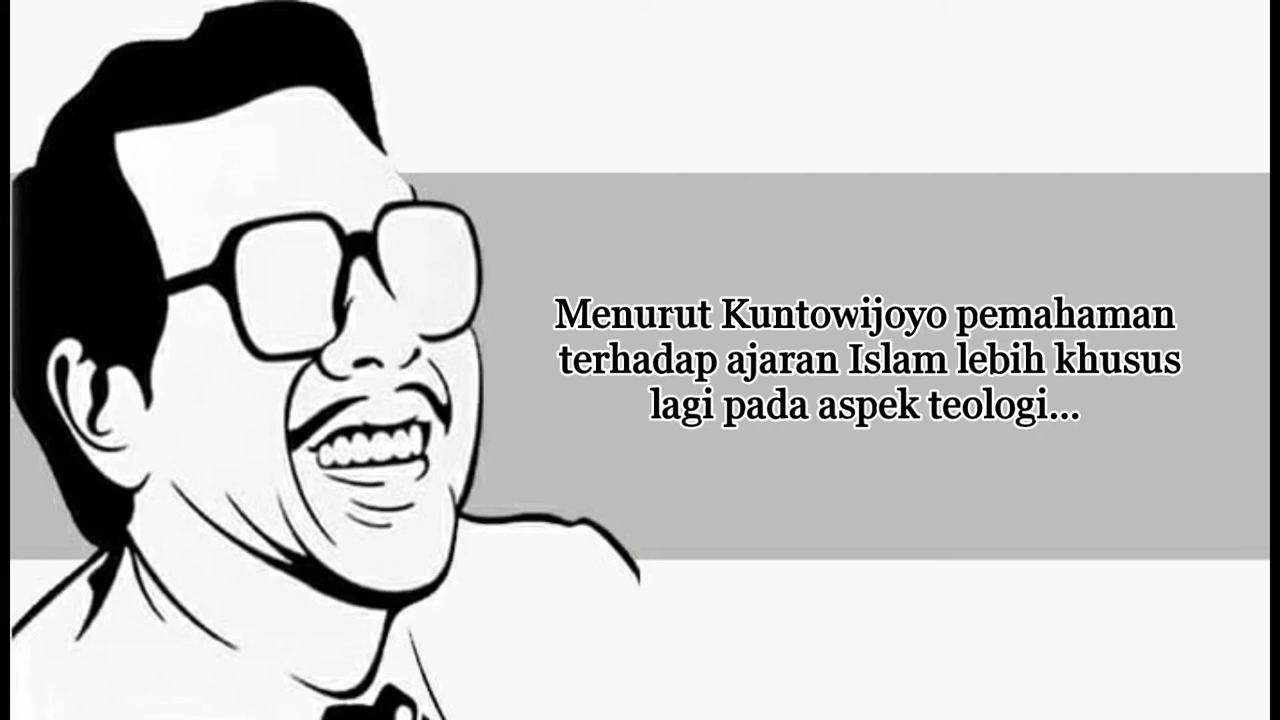 Menurut Kuntowijoyo pemahaman
terhadap ajaran Islam lebih khusus
lagi pada aspek teologi...